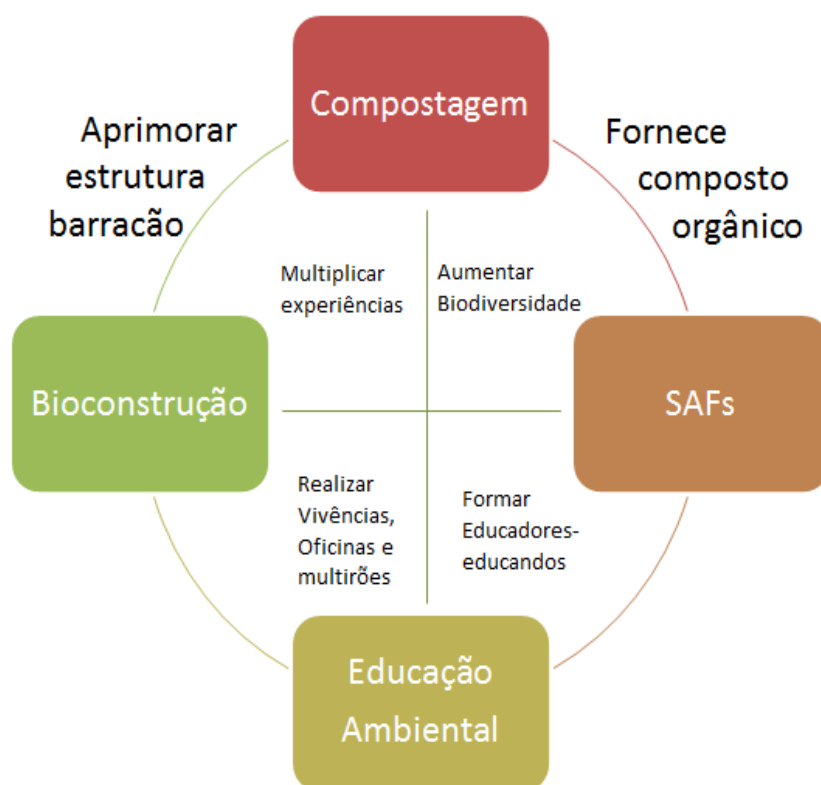 Compostagem
Aprimorar
estrutura
barracão
Fornece
composto
orgânico
Multiplicar
experiências
Aumentar
Biodiversidade
Bioconstrução
SAFs
Realizar
Vivências,
Oficinas e
multirões
Formar
Educadores-
educandos
Educação
Ambiental